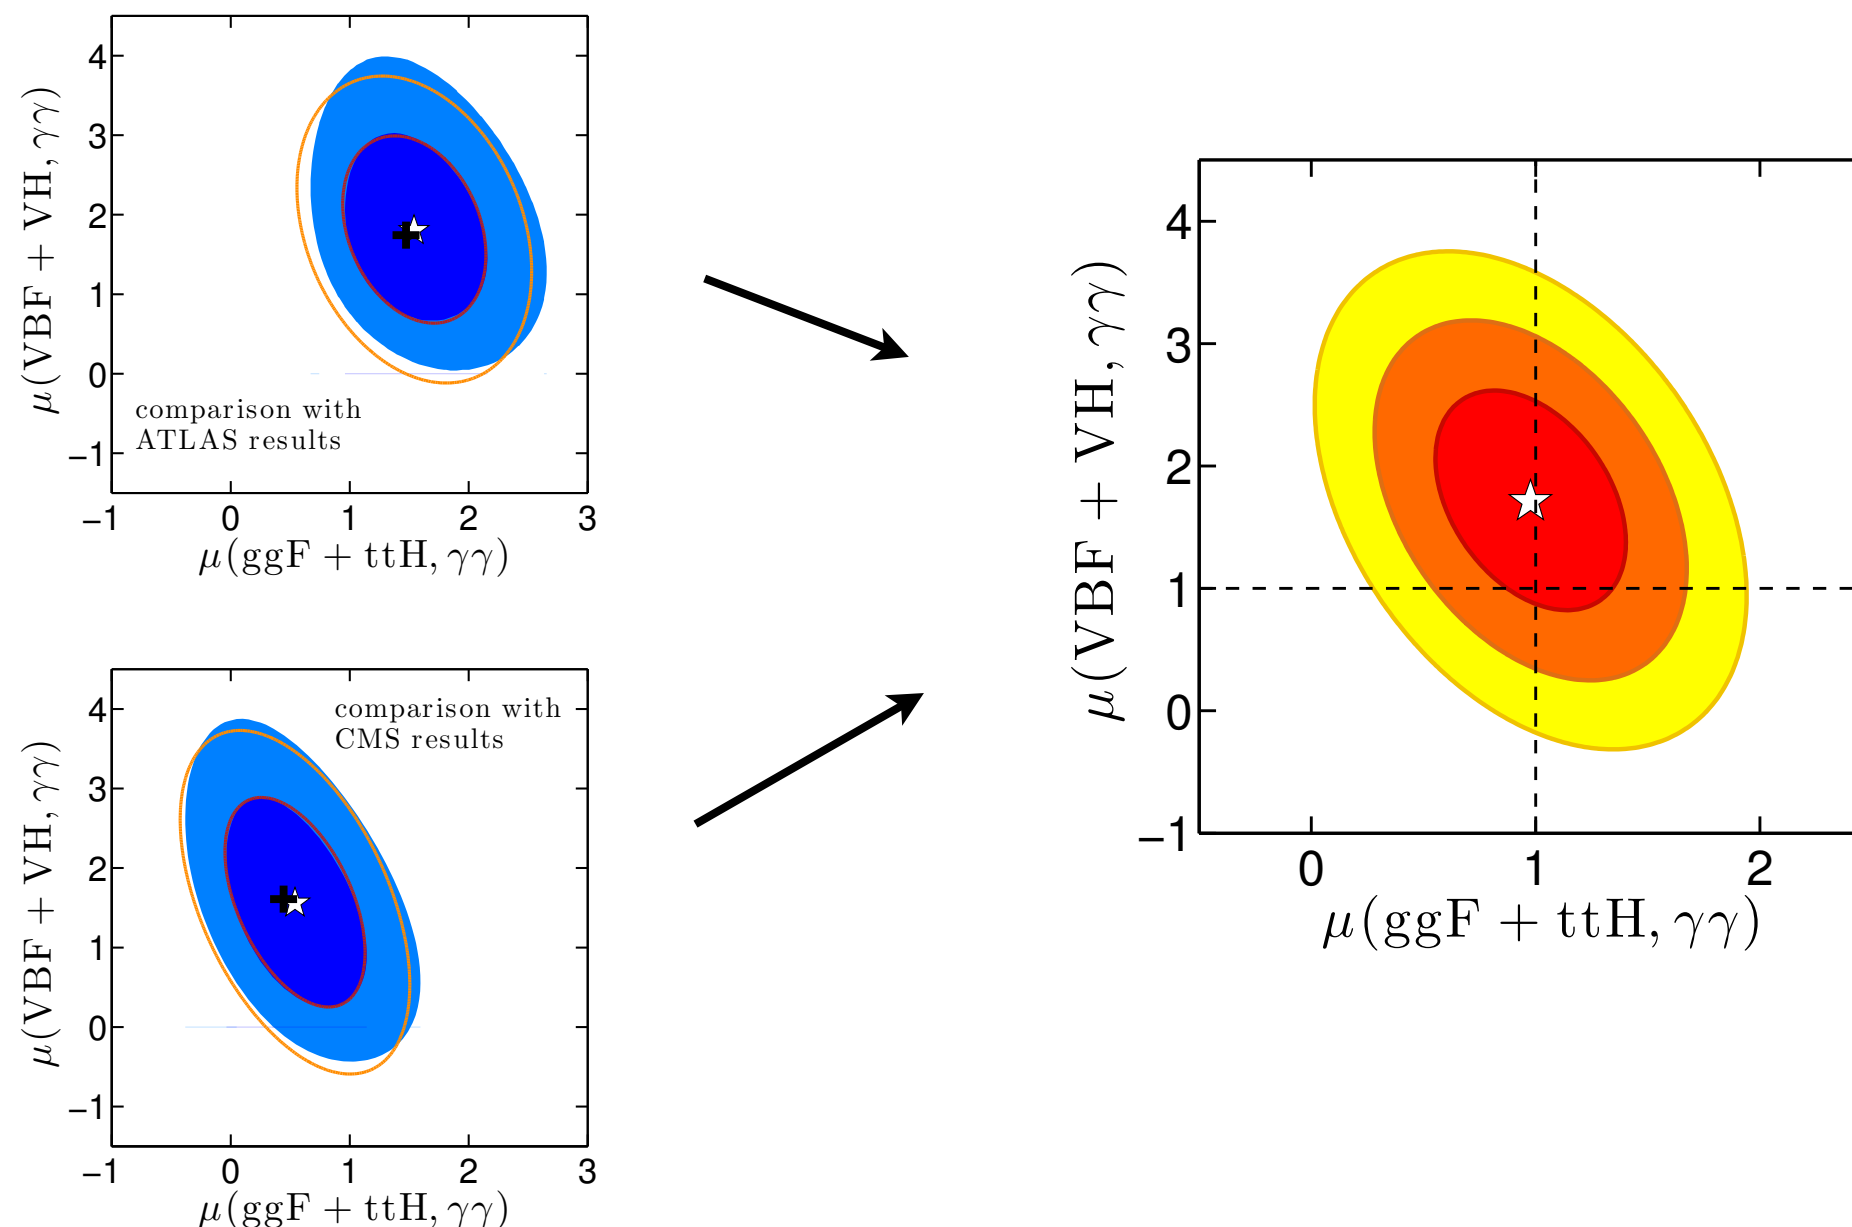 4
3
2
1
0
−1
−1 0 1 2 3
μ(VBF + VH, γγ)
μ(ggF + ttH, γγ)
comparison with
ATLAS results
4
3
2
1
0
−1
−1 0 1 2 3
μ(VBF + VH, γγ)
μ(ggF + ttH, γγ)
comparison with
CMS results
4
3
2
1
0
−1
0 1 2
μ(VBF + VH, γγ)
μ(ggF + ttH, γγ)